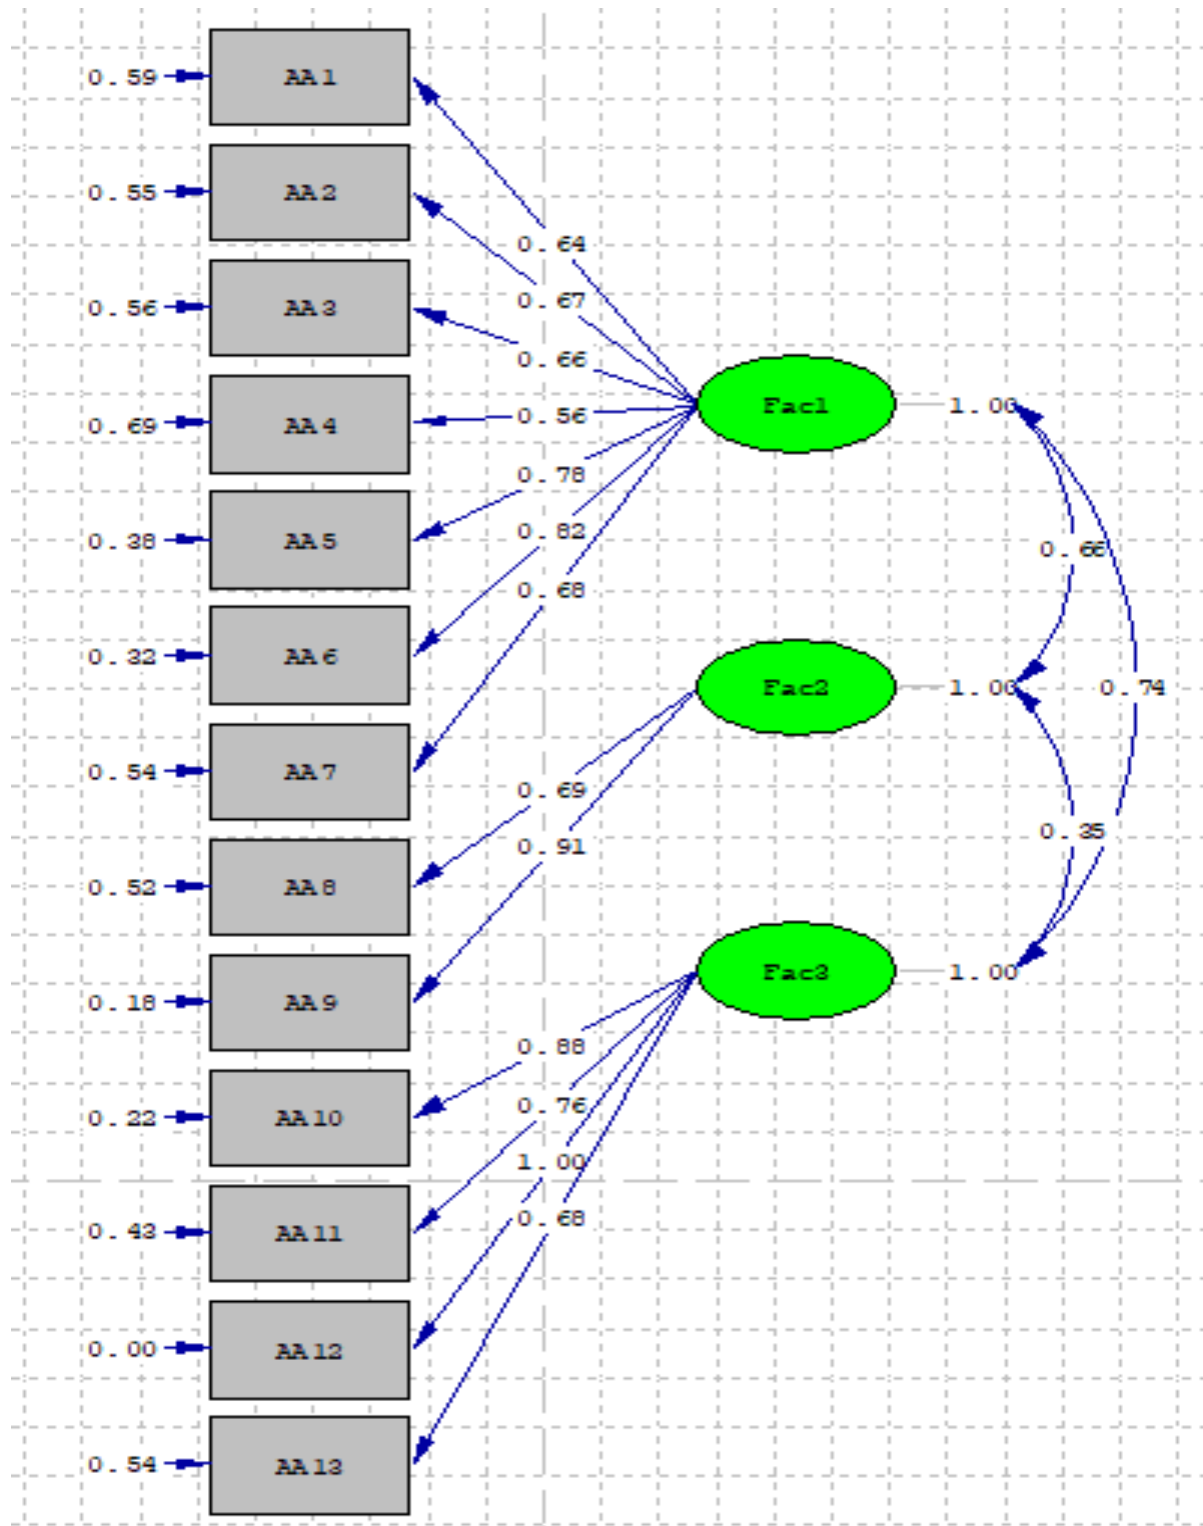 0.59 AA1
0.55 AA2
0.64
0.67
0.56 AA3
0.66
Fac1 1.00
0.69 AA4
0.56
0.78
0.38 AA5
0.82
0.66
0.68
0.32 AA6
Fac2 1.00 0.74
0.54 AA7
0.69
0.91
0.35
0.52 AA8
Fac3 1.00
0.18 AA9
0.88
0.76
0.22 AA10
1.00
0.68
0.43 AA11
0.00 AA12
0.54 AA13